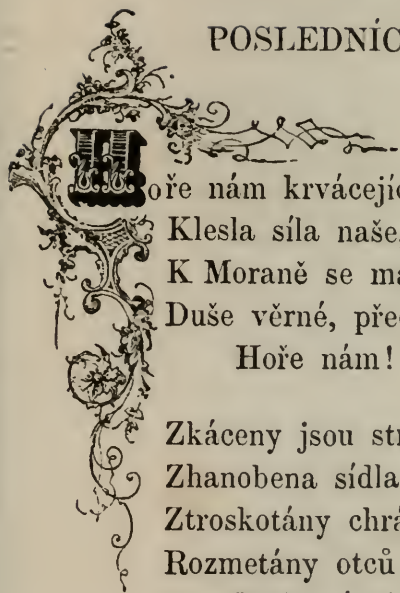 POSLEDNÍC
Hoře nám krvácejíc
Klesla síla naše
K Moraně se ma
Duše věrné, pře
Hoře nám!
Zkáceny jsou str
Zhanobena sídla
Ztroskotány chrá
Rozmetány otců